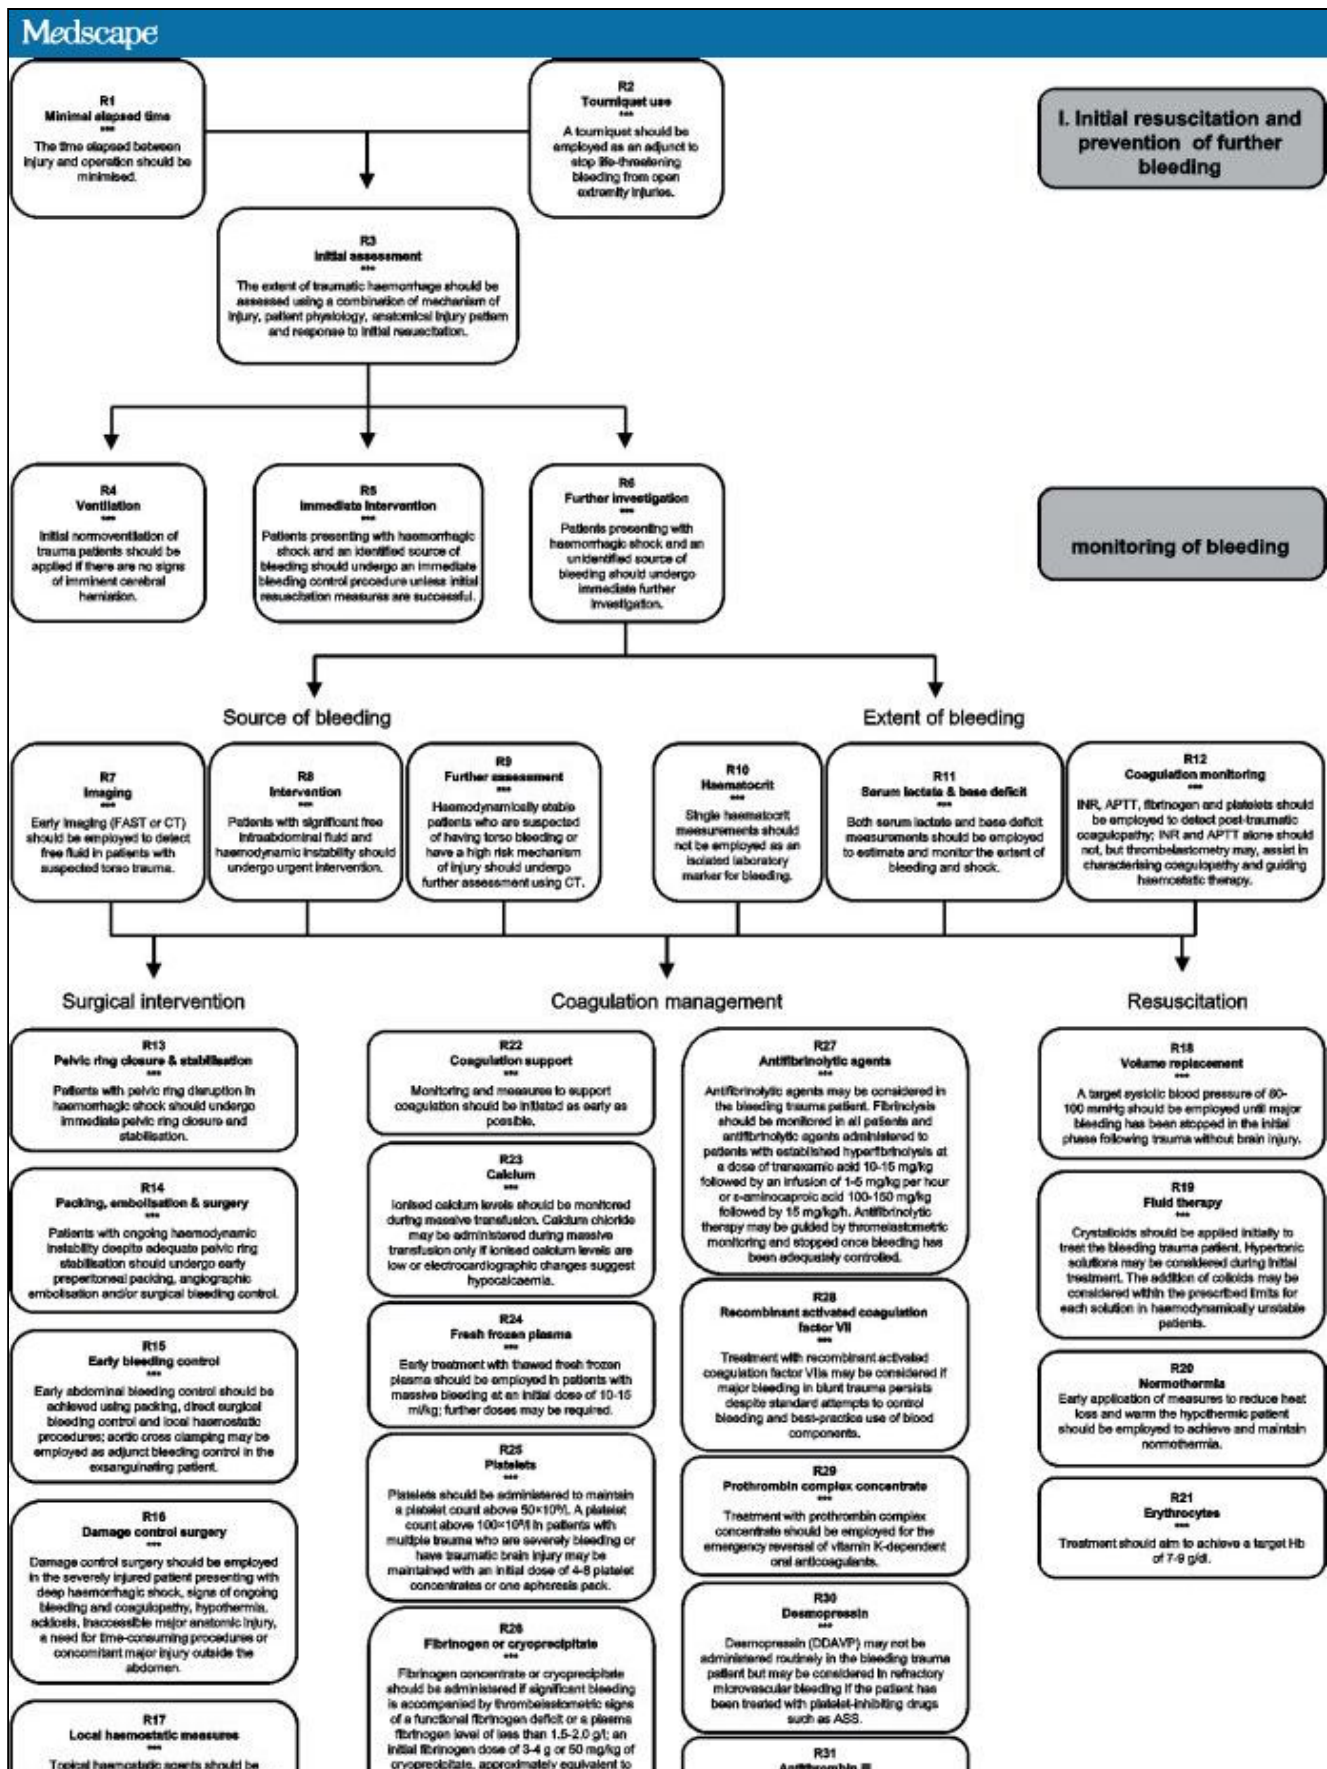 Medscape
R1
Minimal elapsed time
***
The time elapsed between
injury and operation should be
minimised.
R2
Tourniquet use
***
A tourniquet should be
employed as an adjunct to
stop life-threatening
bleeding from open
extremity injuries.
I. Initial resuscitation and
prevention of further
bleeding
R3
Initial assessment
***
The extent of traumatic haemorrhage should be
assessed using a combination of mechanism of
injury, patient physiology, anatomical injury pattern
and response to initial resuscitation.
R4
Ventilation
***
Initial normoventilation of
trauma patients should be
applied if there are no signs
of imminent cerebral
herniation.
R5
Immediate intervention
***
Patients presenting with haemorrhagic
shock and an identified source of
bleeding should undergo an immediate
bleeding control procedure unless initial
resuscitation measures are successful.
R6
Further investigation
***
Patients presenting with
haemorrhagic shock and an
unidentified source of
bleeding should undergo
immediate further
investigation.
monitoring of bleeding
Source of bleeding
Extent of bleeding
R7
Imaging
***
Early imaging (FAST or CT)
should be employed to detect
free fluid in patients with
suspected torso trauma.
R8
Intervention
***
Patients with significant free
intraabdominal fluid and
haemodynamic instability should
undergo urgent intervention.
R9
Further assessment
***
Haemodynamically stable
patients who are suspected
of having torso bleeding or
have a high risk mechanism
of injury should undergo
further assessment using CT.
R10
Haematocrit
***
Single haematocrit
measurements should
not be employed as an
isolated laboratory
marker for bleeding.
R11
Serum lactate & base deficit
***
Both serum lactate and base deficit
measurements should be employed
to estimate and monitor the extent of
bleeding and shock.
R12
Coagulation monitoring
***
INR, APTT, fibrinogen and platelets should
be employed to detect post-traumatic
coagulopathy; INR and APTT alone should
not, but thrombelastometry may, assist in
characterising coagulopathy and guiding
haemostatic therapy.
Surgical intervention
Coagulation management
Resuscitation
R13
Pelvic ring closure & stabilisation
***
Patients with pelvic ring disruption in
haemorrhagic shock should undergo
immediate pelvic ring closure and
stabilisation.
R14
Packing, embolisation & surgery
***
Patients with ongoing haemodynamic
instability despite adequate pelvic ring
stabilisation should undergo early
preperitoneal packing, angiographic
embolisation and/or surgical bleeding control.
R15
Early bleeding control
***
Early abdominal bleeding control should be
achieved using packing, direct surgical
bleeding control and local haemostatic
procedures; aortic cross clamping may be
employed as adjunct bleeding control in the
exsanguinating patient.
R16
Damage control surgery
***
Damage control surgery should be employed
in the severely injured patient presenting with
deep haemorrhagic shock, signs of ongoing
bleeding and coagulopathy, hypothermia,
acidosis, inaccessible major anatomic injury,
a need for time-consuming procedures or
concomitant major injury outside the
abdomen.
R17
Local haemostatic measures
***
Topical haemostatic agents should be
R22
Coagulation support
***
Monitoring and measures to support
coagulation should be initiated as early as
possible.
R23
Calcium
***
Ionised calcium levels should be monitored
during massive transfusion. Calcium chloride
may be administered during massive
transfusion only if ionised calcium levels are
low or electrocardiographic changes suggest
hypocalcaemia.
R24
Fresh frozen plasma
***
Early treatment with thawed fresh frozen
plasma should be employed in patients with
massive bleeding at an initial dose of 10-15
ml/kg; further doses may be required.
R25
Platelets
***
Platelets should be administered to maintain
a platelet count above 50×10⁹/l. A platelet
count above 100×10⁹/l in patients with
multiple trauma who are severely bleeding or
have traumatic brain injury may be
maintained with an initial dose of 4-8 platelet
concentrates or one apheresis pack.
R26
Fibrinogen or cryoprecipitate
***
Fibrinogen concentrate or cryoprecipitate
should be administered if significant bleeding
is accompanied by thrombelastometric signs
of a functional fibrinogen deficit or a plasma
fibrinogen level of less than 1.5-2.0 g/l; an
initial fibrinogen dose of 3-4 g or 50 mg/kg of
cryoprecipitate, approximately equivalent to
R27
Antifibrinolytic agents
***
Antifibrinolytic agents may be considered in
the bleeding trauma patient. Fibrinolysis
should be monitored in all patients and
antifibrinolytic agents administered to
patients with established hyperfibrinolysis at
a dose of tranexamic acid 10-15 mg/kg
followed by an infusion of 1-5 mg/kg per hour
or ε-aminocaproic acid 100-150 mg/kg
followed by 15 mg/kg/h. Antifibrinolytic
therapy may be guided by thromelastometric
monitoring and stopped once bleeding has
been adequately controlled.
R28
Recombinant activated coagulation
factor VII
***
Treatment with recombinant activated
coagulation factor VIIa may be considered if
major bleeding in blunt trauma persists
despite standard attempts to control
bleeding and best-practice use of blood
components.
R29
Prothrombin complex concentrate
***
Treatment with prothrombin complex
concentrate should be employed for the
emergency reversal of vitamin K-dependent
oral anticoagulants.
R30
Desmopressin
***
Desmopressin (DDAVP) may not be
administered routinely in the bleeding trauma
patient but may be considered in refractory
microvascular bleeding if the patient has
been treated with platelet-inhibiting drugs
such as ASS.
R31
Antithrombin III
R18
Volume replacement
***
A target systolic blood pressure of 80-
100 mmHg should be employed until major
bleeding has been stopped in the initial
phase following trauma without brain injury.
R19
Fluid therapy
***
Crystalloids should be applied initially to
treat the bleeding trauma patient. Hypertonic
solutions may be considered during initial
treatment. The addition of colloids may be
considered within the prescribed limits for
each solution in haemodynamically unstable
patients.
R20
Normothermia
Early application of measures to reduce heat
loss and warm the hypothermic patient
should be employed to achieve and maintain
normothermia.
R21
Erythrocytes
***
Treatment should aim to achieve a target Hb
of 7-9 g/dl.